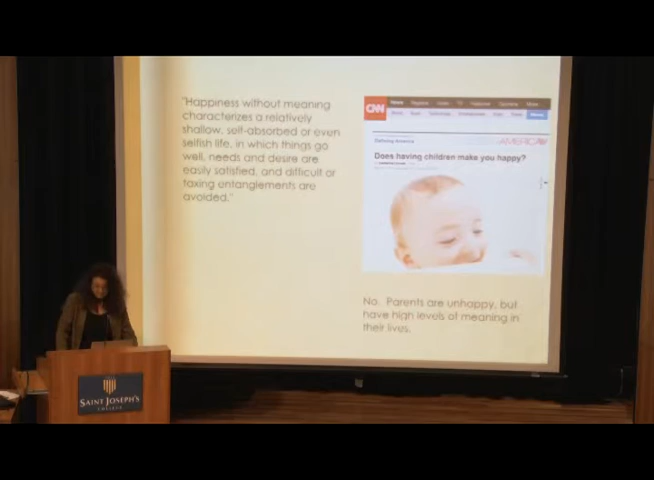 "Happiness without meaning
characterizes a relatively
shallow, self-absorbed or even
selfish life, in which things go
well, needs and desire are
easily satisfied, and difficult or
taxing entanglements are
avoided."
CNN
Home
Does having children make you happy?
No. Parents are unhappy, but
have high levels of meaning in
their lives.
SAINT JOSEPH'S
COLLEGE